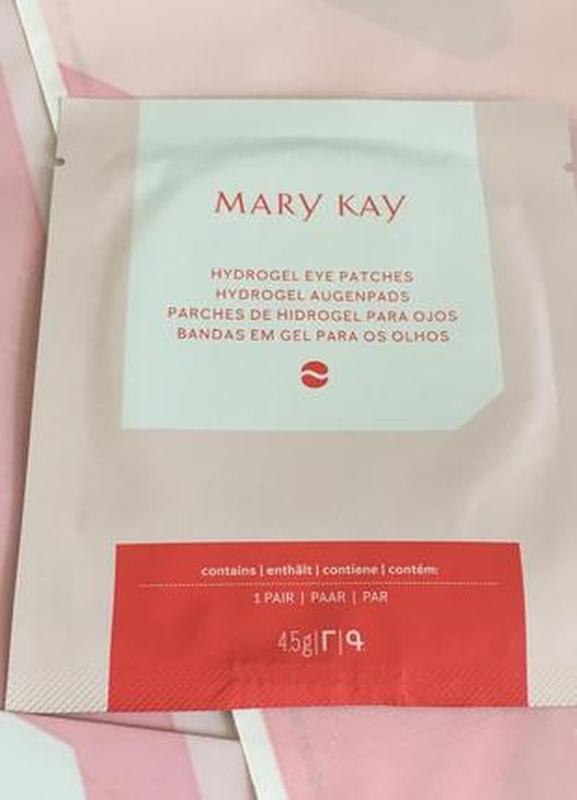 MARY KAY
HYDROGEL EYE PATCHES
HYDROGEL AUGENPADS
PARCHES DE HIDROGEL PARA OJOS
BANDAS EM GEL PARA OS OLHOS
contains | enthält | contiene | contém:
1 PAIR | PAAR | PAR
4.5g | Г | Գ.